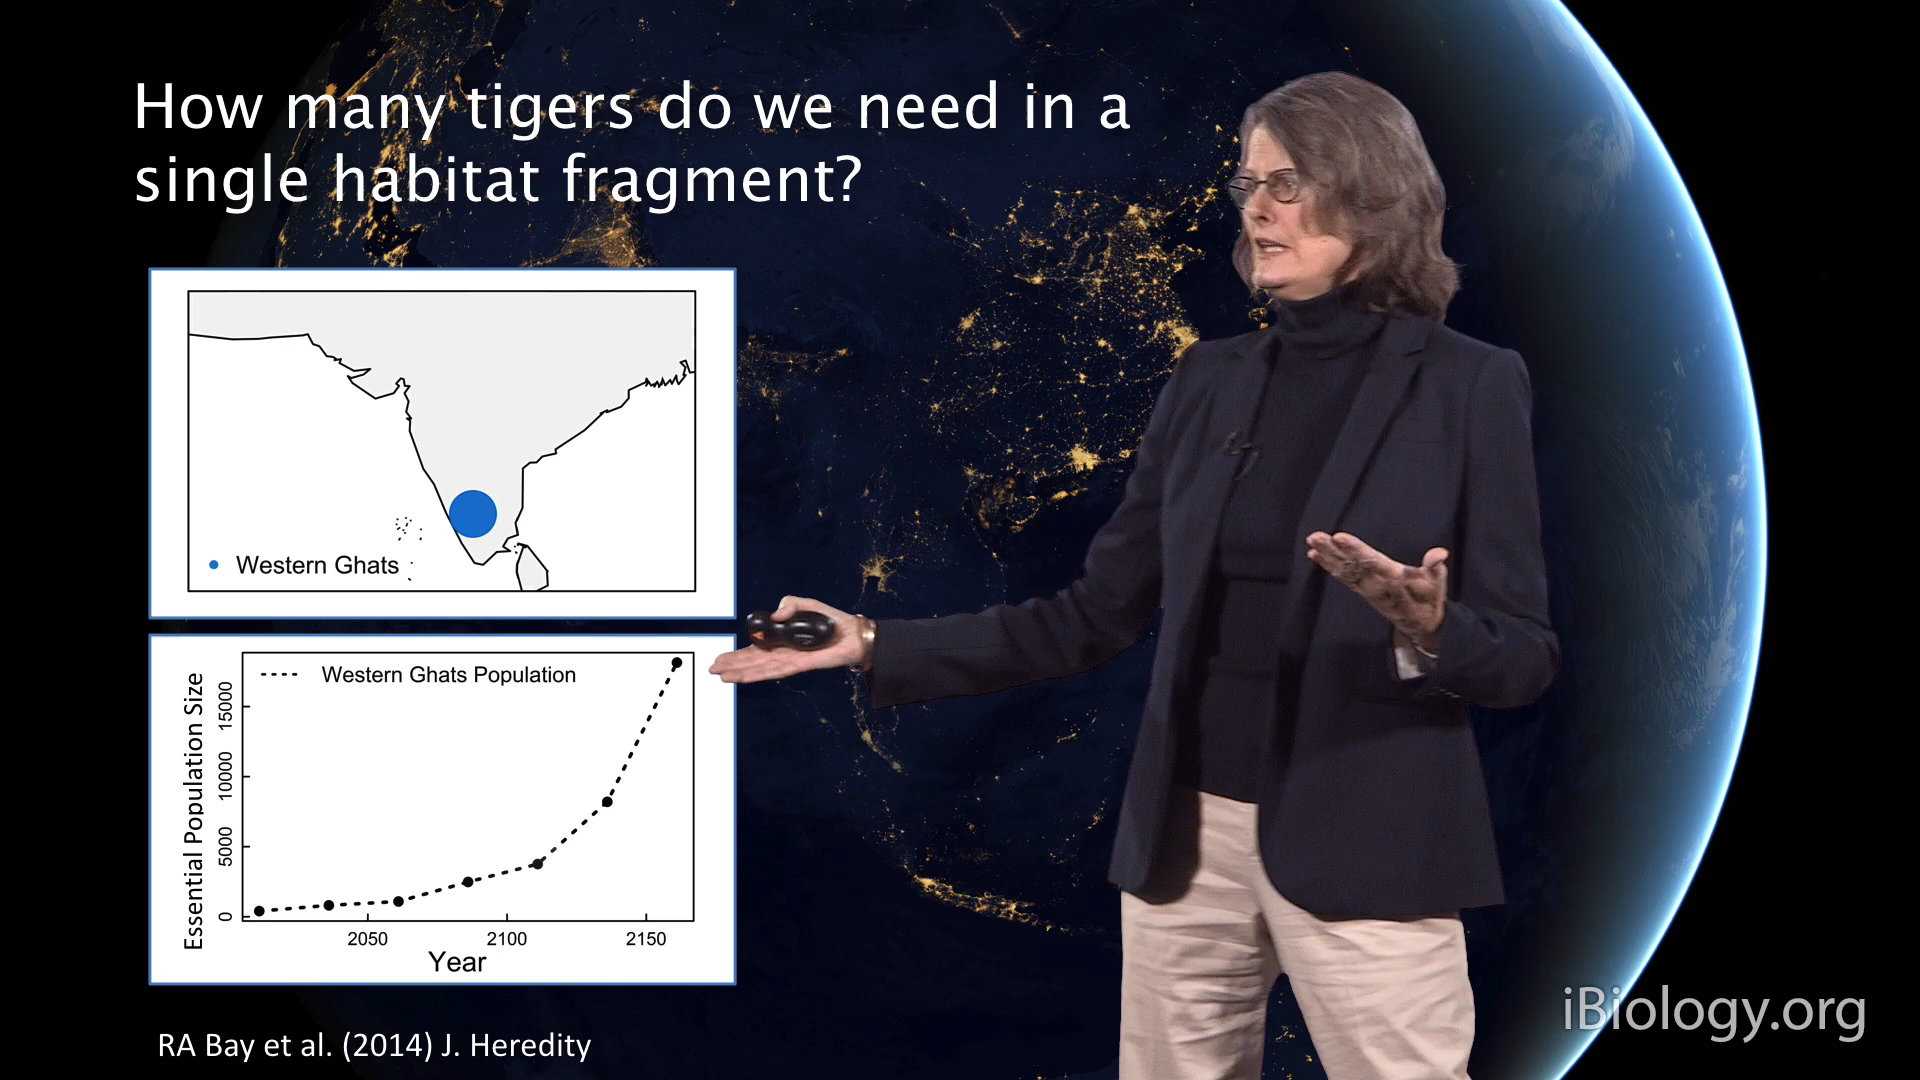 How many tigers do we need in a
single habitat fragment?
Western Ghats
Western Ghats Population
Essential Population Size
15000
10000
5000
0
2050 2100 2150
Year
RA Bay et al. (2014) J. Heredity
iBiology.org